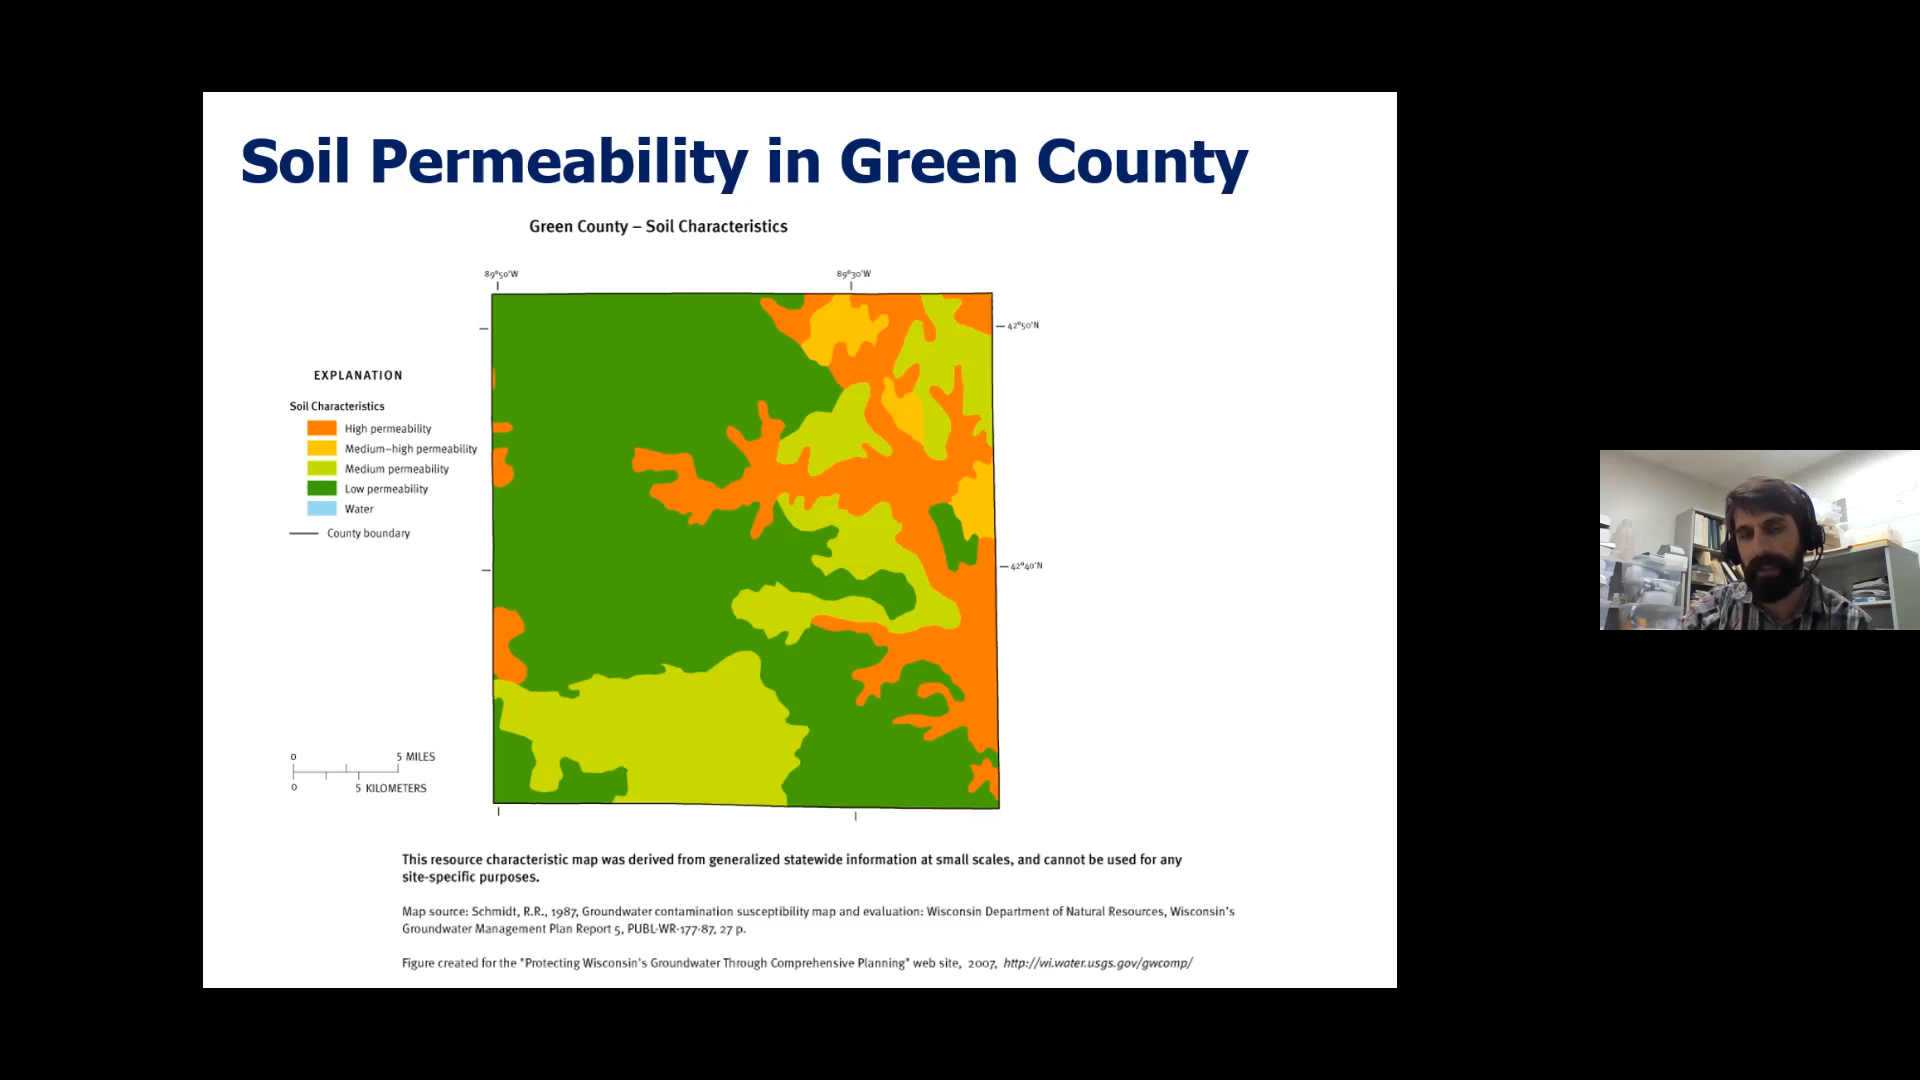 Soil Permeability in Green County
Green County – Soil Characteristics
89°50'W
89°30'W
42°50'N
EXPLANATION
Soil Characteristics
High permeability
Medium–high permeability
Medium permeability
Low permeability
Water
County boundary
42°40'N
0 5 MILES
0 5 KILOMETERS
This resource characteristic map was derived from generalized statewide information at small scales, and cannot be used for any
site-specific purposes.
Map source: Schmidt, R.R., 1987, Groundwater contamination susceptibility map and evaluation: Wisconsin Department of Natural Resources, Wisconsin's
Groundwater Management Plan Report 5, PUBL-WR-177-87, 27 p.
Figure created for the "Protecting Wisconsin's Groundwater Through Comprehensive Planning" web site, 2007, http://wi.water.usgs.gov/gwcomp/